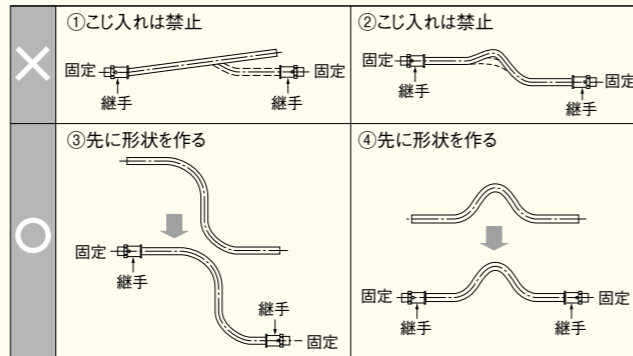 ①こじ入れは禁止
固定
継手
固定
継手
②こじ入れは禁止
固定
継手
固定
継手
③先に形状を作る
固定
継手
継手
固定
④先に形状を作る
固定
継手
固定
継手